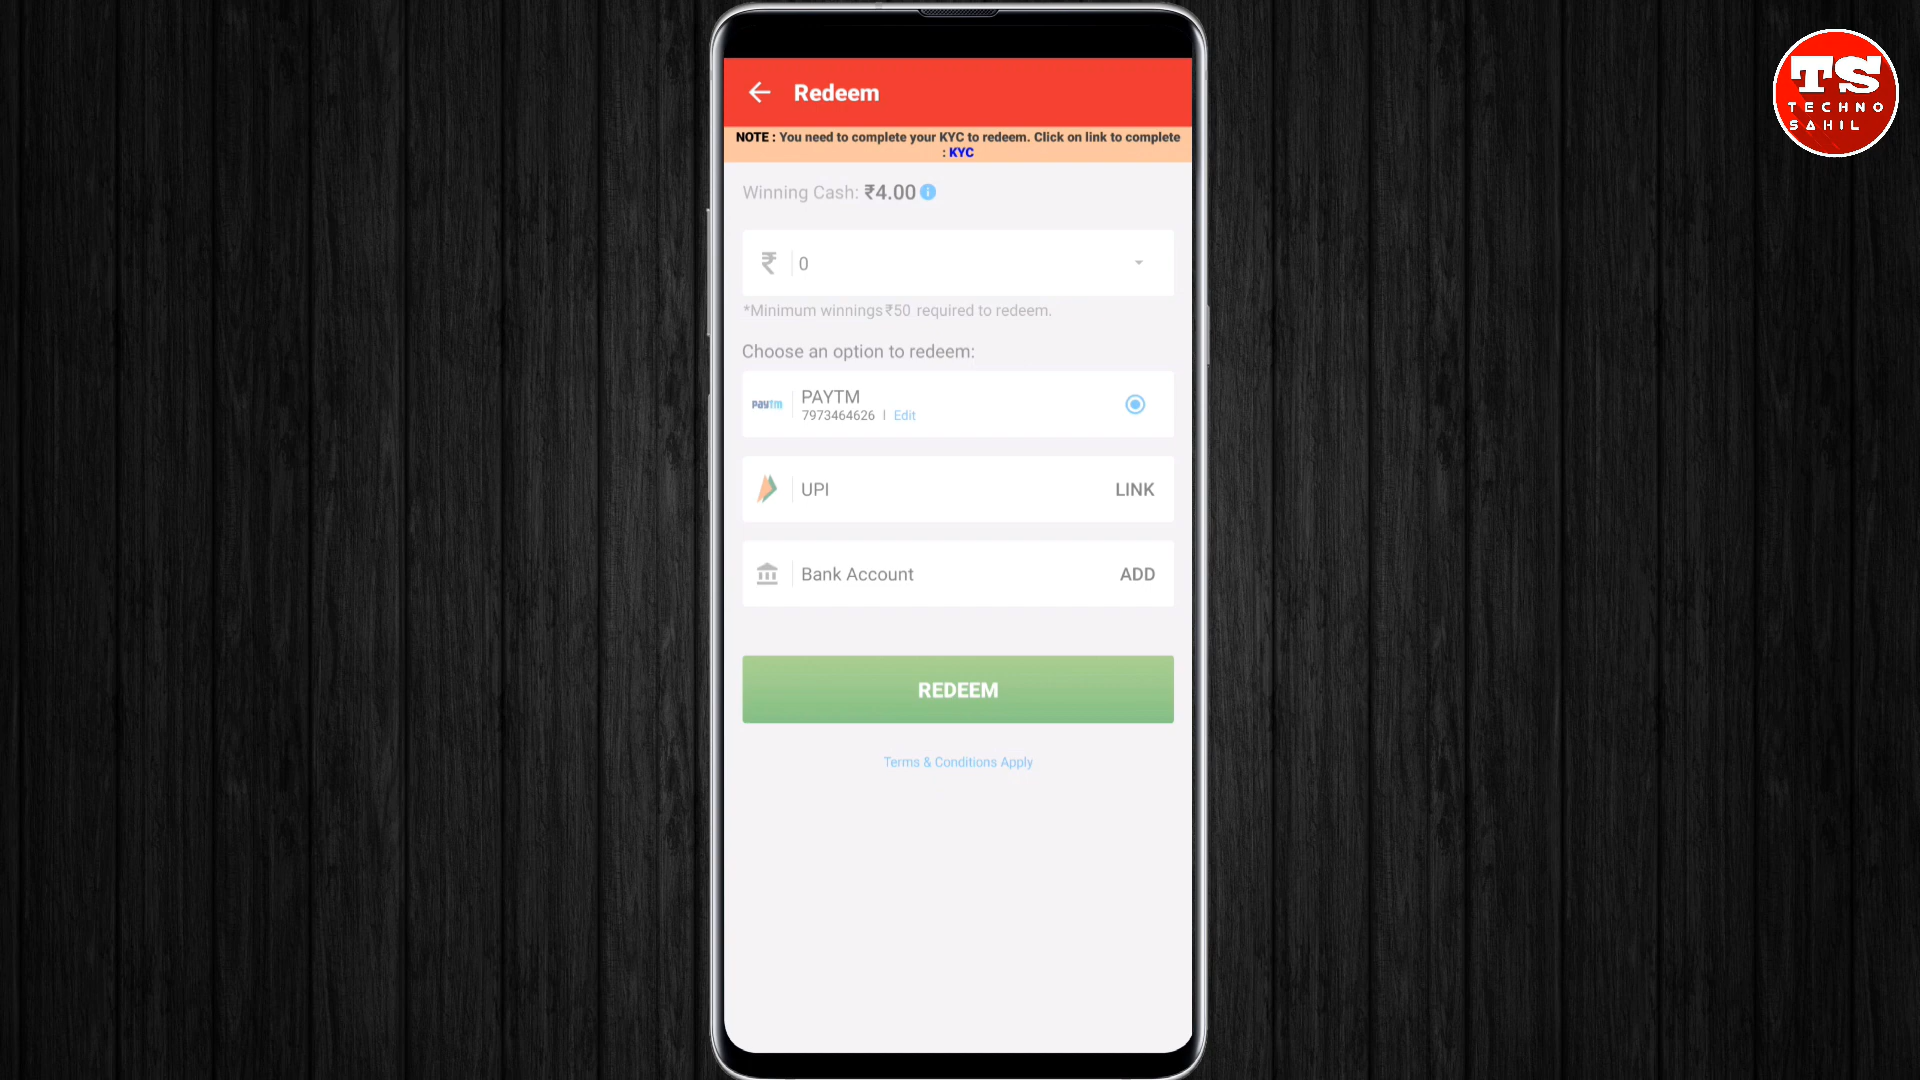 Redeem
NOTE : You need to complete your KYC to redeem. Click on link to complete
: KYC
Winning Cash: ₹4.00
₹ 0
*Minimum winnings ₹50 required to redeem.
Choose an option to redeem:
paytm PAYTM
7973464626 | Edit
UPI LINK
Bank Account ADD
REDEEM
Terms & Conditions Apply
TS
TECHNO
SAHIL